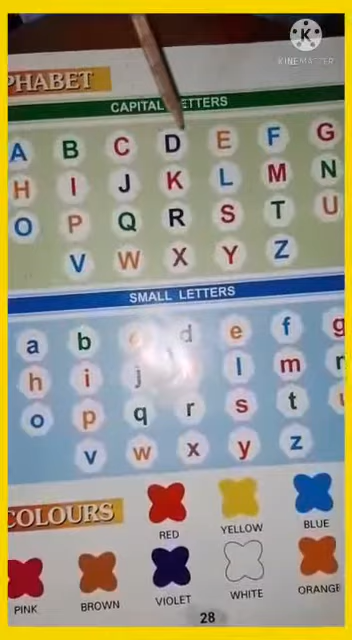 K
KINEMASTER
PHABET
CAPITAL LETTERS
A B C D E F G
H I J K L M N
O P Q R S T U
V W X Y Z
SMALL LETTERS
a b c d e f g
h i j l m n
o p q r s t u
v w x y z
COLOURS
RED YELLOW BLUE
PINK BROWN VIOLET WHITE ORANGE
28